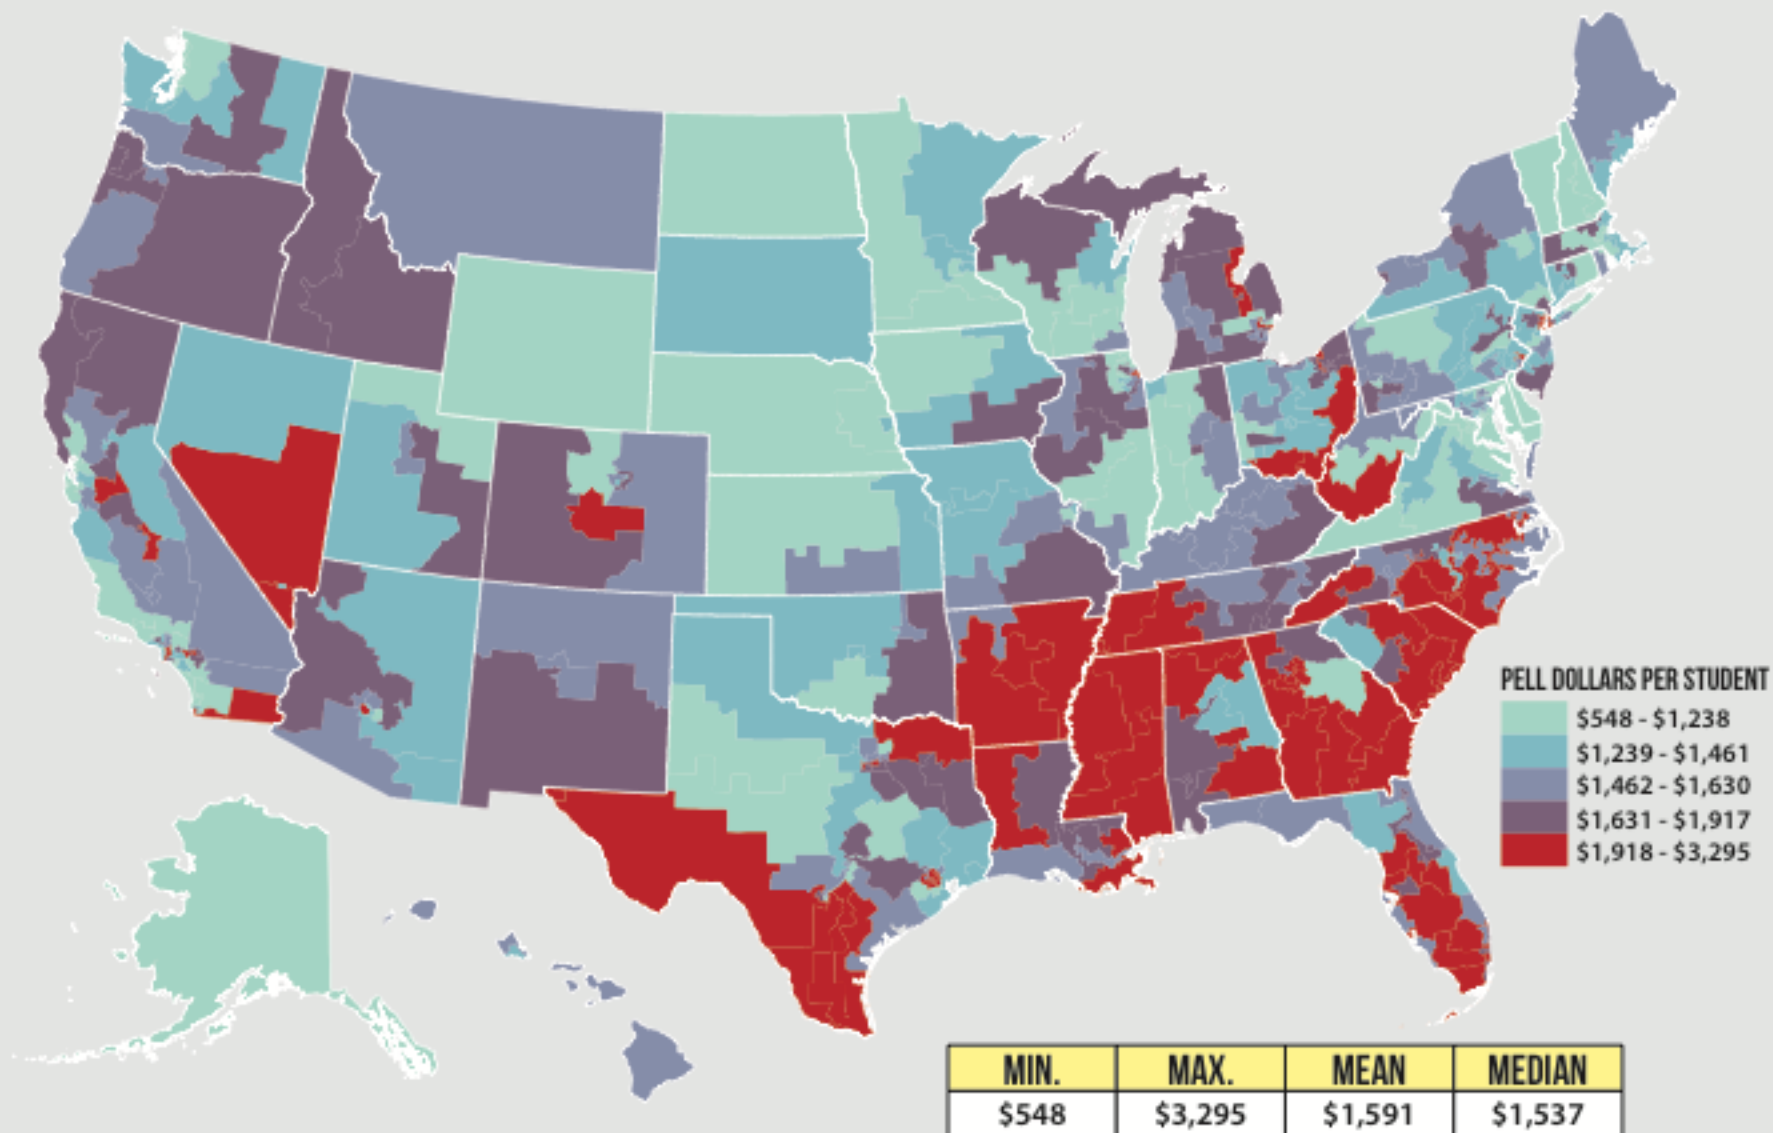 PELL DOLLARS PER STUDENT
$548 - $1,238
$1,239 - $1,461
$1,462 - $1,630
$1,631 - $1,917
$1,918 - $3,295
MIN. MAX. MEAN MEDIAN
$548 $3,295 $1,591 $1,537